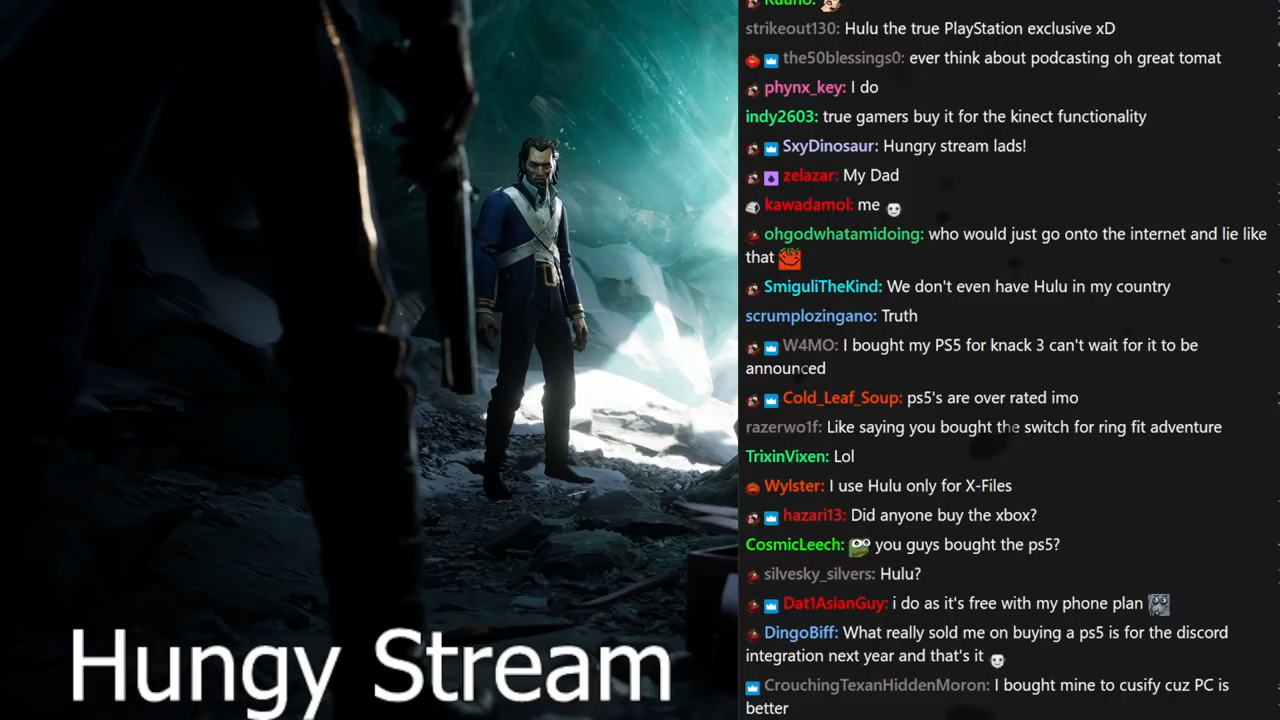 Hungy Stream
Kuuno:
strikeout130: Hulu the true PlayStation exclusive xD
the50blessings0: ever think about podcasting oh great tomat
phynx_key: I do
indy2603: true gamers buy it for the kinect functionality
SxyDinosaur: Hungry stream lads!
zelazar: My Dad
kawadamol: me
ohgodwhatamidoing: who would just go onto the internet and lie like
that
SmiguliTheKind: We don't even have Hulu in my country
scrumplozingano: Truth
W4MO: I bought my PS5 for knack 3 can't wait for it to be
announced
Cold_Leaf_Soup: ps5's are over rated imo
razerwo1f: Like saying you bought the switch for ring fit adventure
TrixinVixen: Lol
Wylster: I use Hulu only for X-Files
hazari13: Did anyone buy the xbox?
CosmicLeech: you guys bought the ps5?
silvesky_silvers: Hulu?
Dat1AsianGuy: i do as it's free with my phone plan
DingoBiff: What really sold me on buying a ps5 is for the discord
integration next year and that's it
CrouchingTexanHiddenMoron: I bought mine to cusify cuz PC is
better